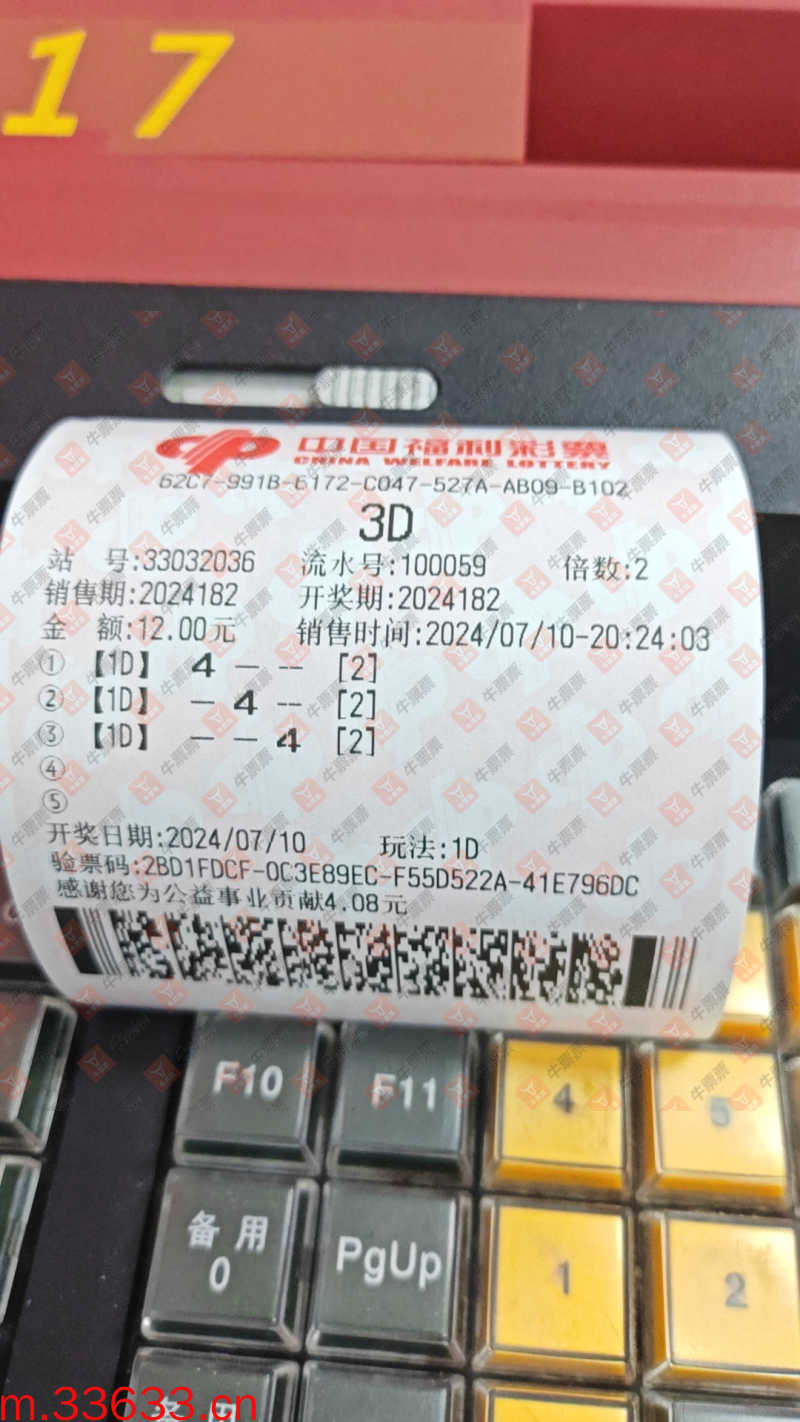 17
中国福利彩票
CHINA WELFARE LOTTERY
62C7-991B-6172-C047-527A-AB09-B102
3D
站 号:33032036 流水号:100059 倍数:2
销售期:2024182 开奖期:2024182
金 额:12.00元 销售时间:2024/07/10-20:24:03
① 【1D】 4 – -- [2]
② 【1D】 – 4 -- [2]
③ 【1D】 – – 4 [2]
④
⑤
开奖日期:2024/07/10 玩法:1D
验票码:2BD1FDCF-0C3E89EC-F55D522A-41E796DC
感谢您为公益事业贡献4.08元
F10 F11 4 5
备用 0 PgUp 1 2
m.33633.cn
牛票票